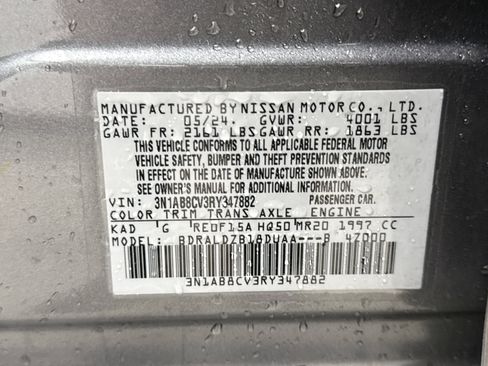 MANUFACTURED BY NISSAN MOTOR CO., LTD.
DATE: 05/24. GVWR: 4001 LBS
GAWR FR: 2161 LBS GAWR RR: 1863 LBS
THIS VEHICLE CONFORMS TO ALL APPLICABLE FEDERAL MOTOR
VEHICLE SAFETY, BUMPER AND THEFT PREVENTION STANDARDS
IN EFFECT ON THE DATE OF MANUFACTURE SHOWN ABOVE.
SEE OWNER'S MANUAL FOR ADDITIONAL INFORMATION.
VIN: 3N1AB8CV3RY347882 PASSENGER CAR.
COLOR TRIM TRANS AXLE ENGINE
KAD G RE0F15A HQ50 MR20 1997 CC
MODEL: BDRALDZB18DUAA---B 4Z000
3N1AB8CV3RY347882